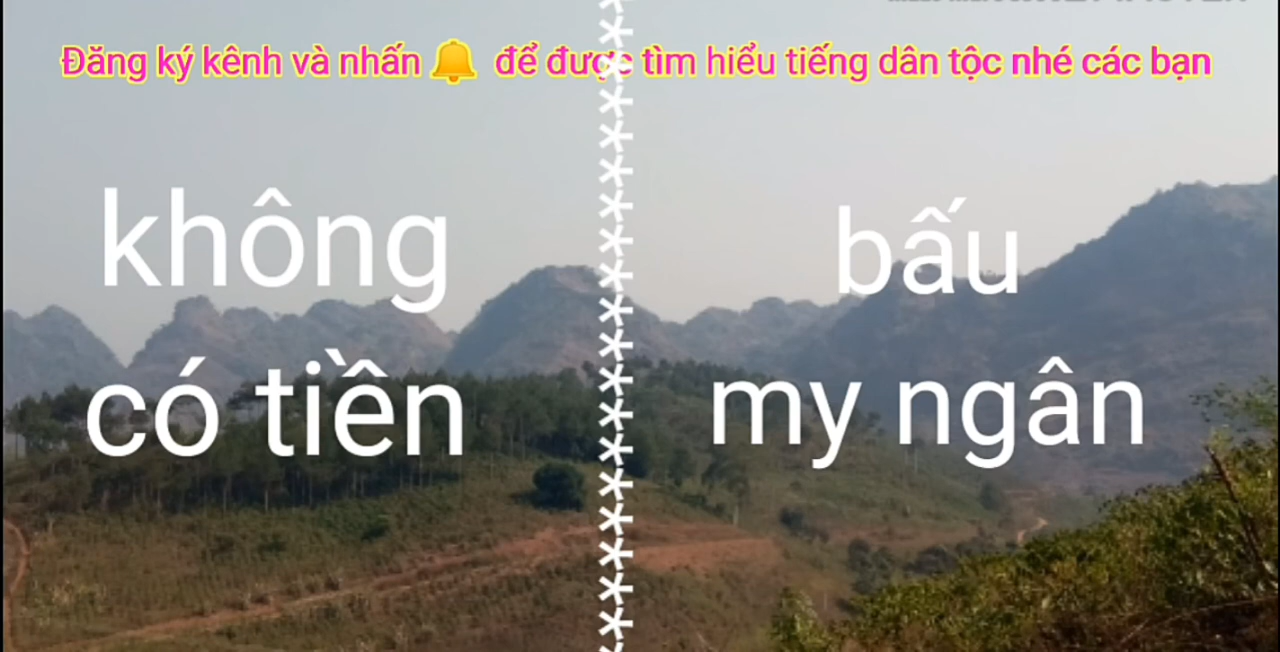 Đăng ký kênh và nhấn 🔔 để được tìm hiểu tiếng dân tộc nhé các bạn
không
có tiền
bấu
my ngân